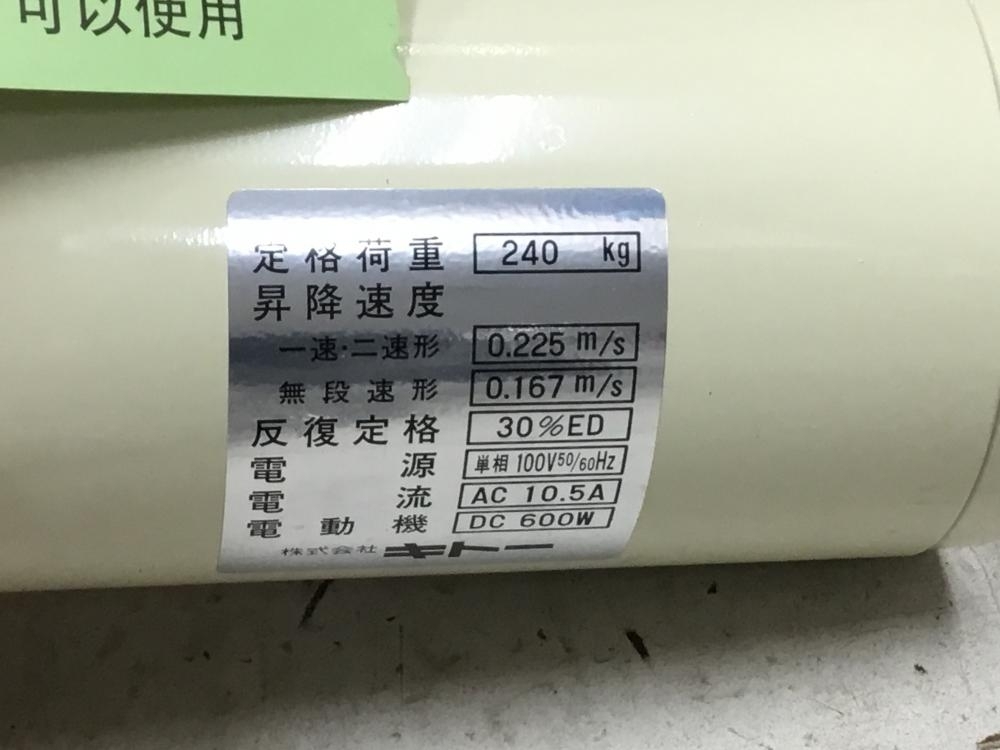 可以使用
定格荷重 240 kg
昇降速度
一速·二速形 0.225 m/s
無段速形 0.167 m/s
反復定格 30%ED
電源 単相 100V50/60Hz
電流 AC 10.5A
電動機 DC 600W
株式会社 キトー